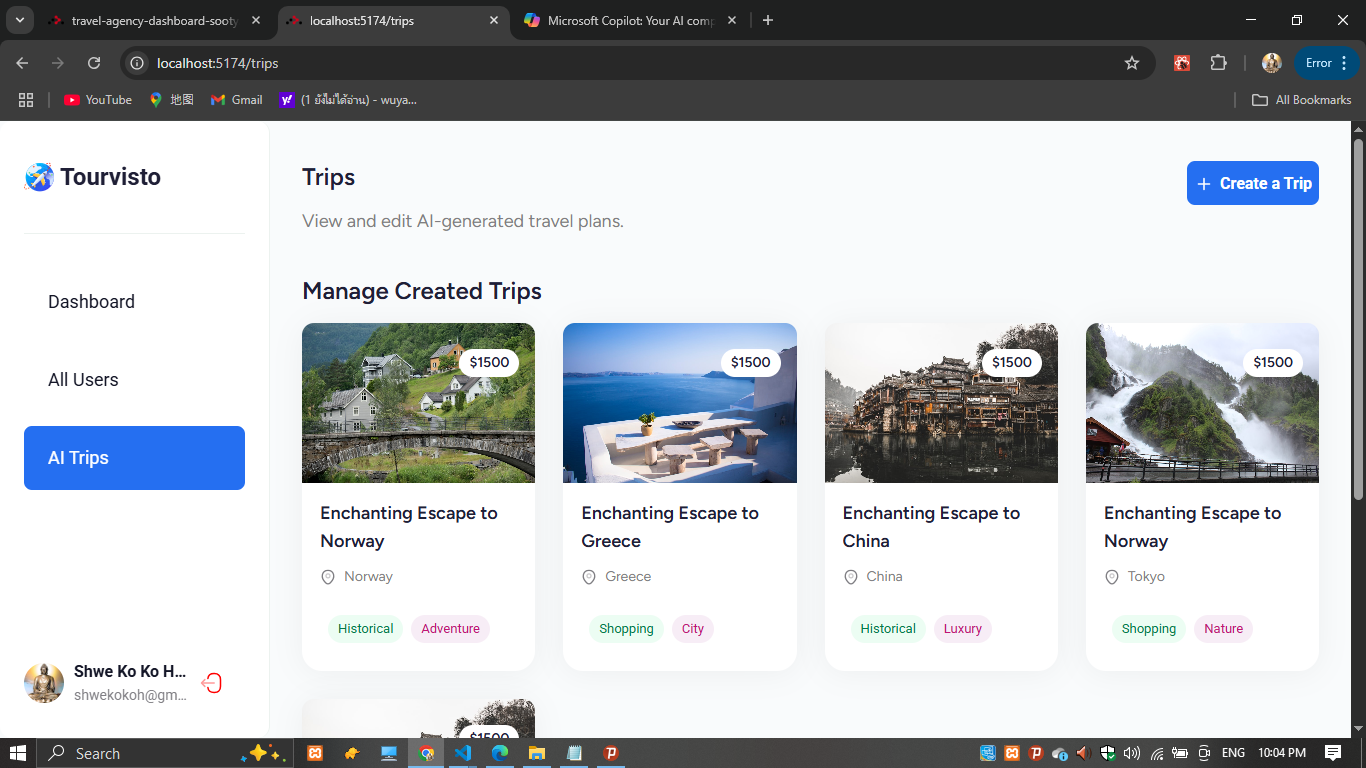 travel-agency-dashboard-sooty
localhost:5174/trips
Microsoft Copilot: Your AI comp
localhost:5174/trips
Error
YouTube
地图
Gmail
(1 ยังไม่ได้อ่าน) - wuya...
All Bookmarks
Tourvisto
Dashboard
All Users
AI Trips
Shwe Ko Ko H...
shwekokoh@gm...
Trips
View and edit AI-generated travel plans.
Create a Trip
Manage Created Trips
$1500
Enchanting Escape to
Norway
Norway
Historical Adventure
$1500
Enchanting Escape to
Greece
Greece
Shopping City
$1500
Enchanting Escape to
China
China
Historical Luxury
$1500
Enchanting Escape to
Norway
Tokyo
Shopping Nature
$1500
Search
ENG
10:04 PM